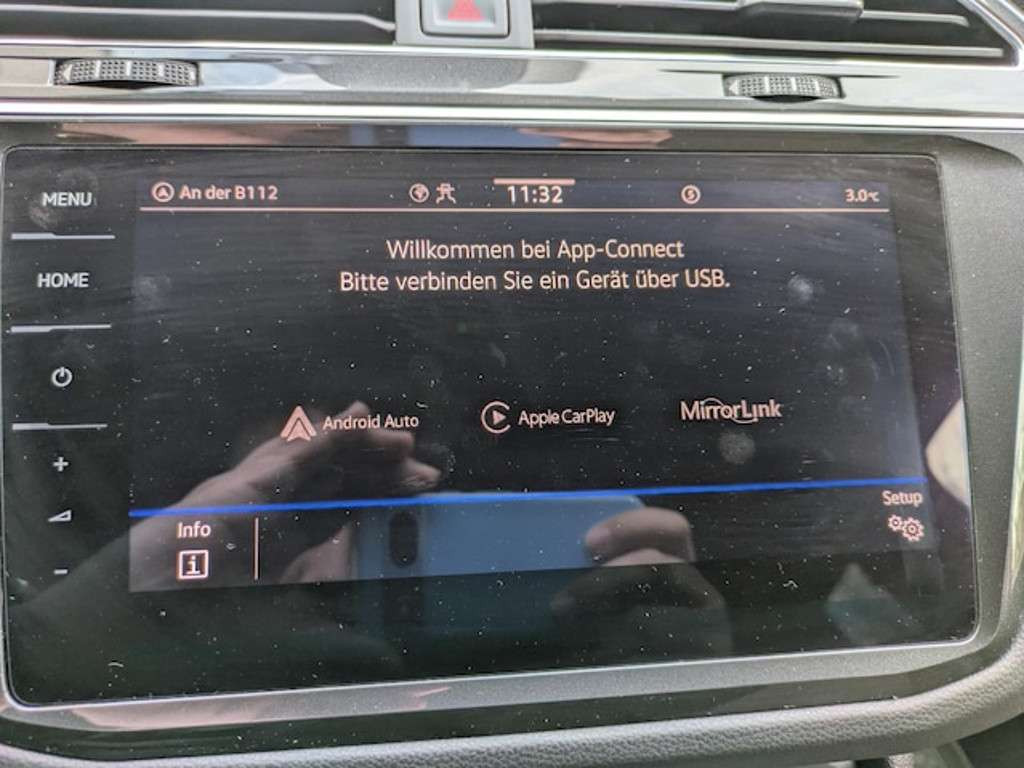 MENU
HOME
An der B112
11:32
3.0°C
Willkommen bei App-Connect
Bitte verbinden Sie ein Gerät über USB.
Android Auto
Apple CarPlay
MirrorLink
Info
i
Setup
+
-